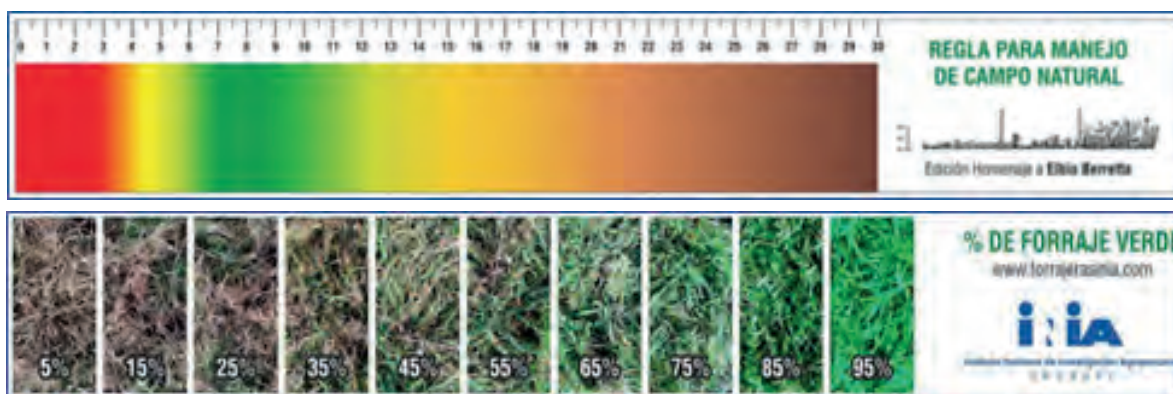 0 1 2 3 4 5 6 7 8 9 10 11 12 13 14 15 16 17 18 19 20 21 22 23 24 25 26 27 28 29 30
REGLA PARA MANEJO
DE CAMPO NATURAL
Edición Homenaje a Elbio Berretta
5% 15% 25% 35% 45% 55% 65% 75% 85% 95%
% DE FORRAJE VERDE
www.forrajerasinia.com
inia
URUGUAY